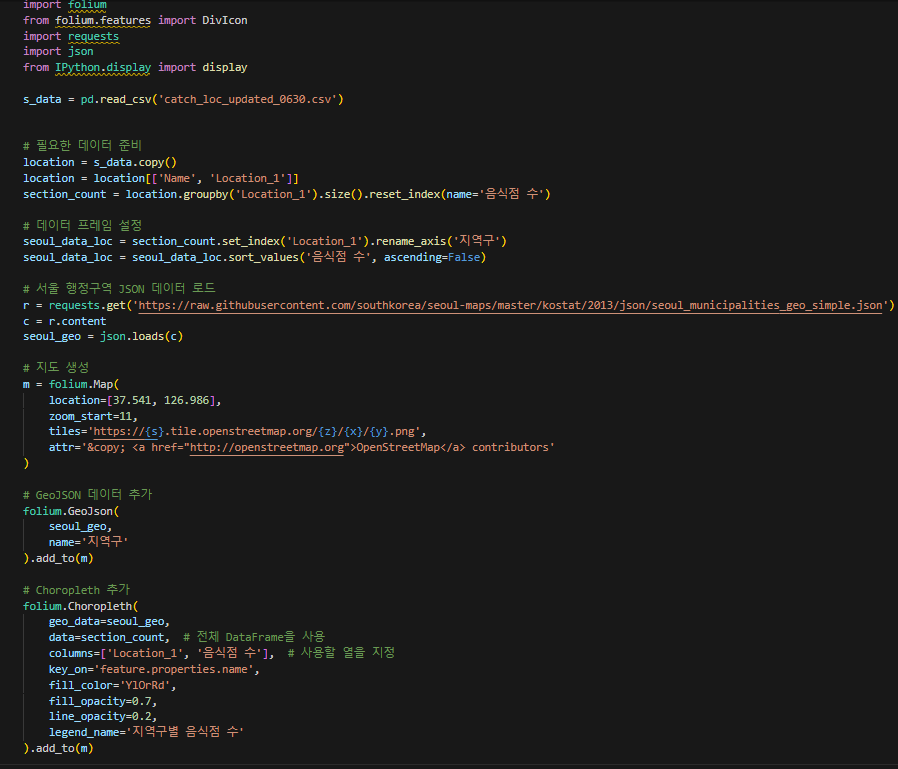 import folium
from folium.features import DivIcon
import requests
import json
from IPython.display import display
s_data = pd.read_csv('catch_loc_updated_0630.csv')
# 필요한 데이터 준비
location = s_data.copy()
location = location[['Name', 'Location_1']]
section_count = location.groupby('Location_1').size().reset_index(name='음식점 수')
# 데이터 프레임 설정
seoul_data_loc = section_count.set_index('Location_1').rename_axis('지역구')
seoul_data_loc = seoul_data_loc.sort_values('음식점 수', ascending=False)
# 서울 행정구역 JSON 데이터 로드
r = requests.get('https://raw.githubusercontent.com/southkorea/seoul-maps/master/kostat/2013/json/seoul_municipalities_geo_simple.json')
c = r.content
seoul_geo = json.loads(c)
# 지도 생성
m = folium.Map(
    location=[37.541, 126.986],
    zoom_start=11,
    tiles='https://{s}.tile.openstreetmap.org/{z}/{x}/{y}.png',
    attr='&copy; <a href="http://openstreetmap.org">OpenStreetMap</a> contributors'
)
# GeoJSON 데이터 추가
folium.GeoJson(
    seoul_geo,
    name='지역구'
).add_to(m)
# Choropleth 추가
folium.Choropleth(
    geo_data=seoul_geo,
    data=section_count,  # 전체 DataFrame을 사용
    columns=['Location_1', '음식점 수'],  # 사용할 열을 지정
    key_on='feature.properties.name',
    fill_color='YlOrRd',
    fill_opacity=0.7,
    line_opacity=0.2,
    legend_name='지역구별 음식점 수'
).add_to(m)